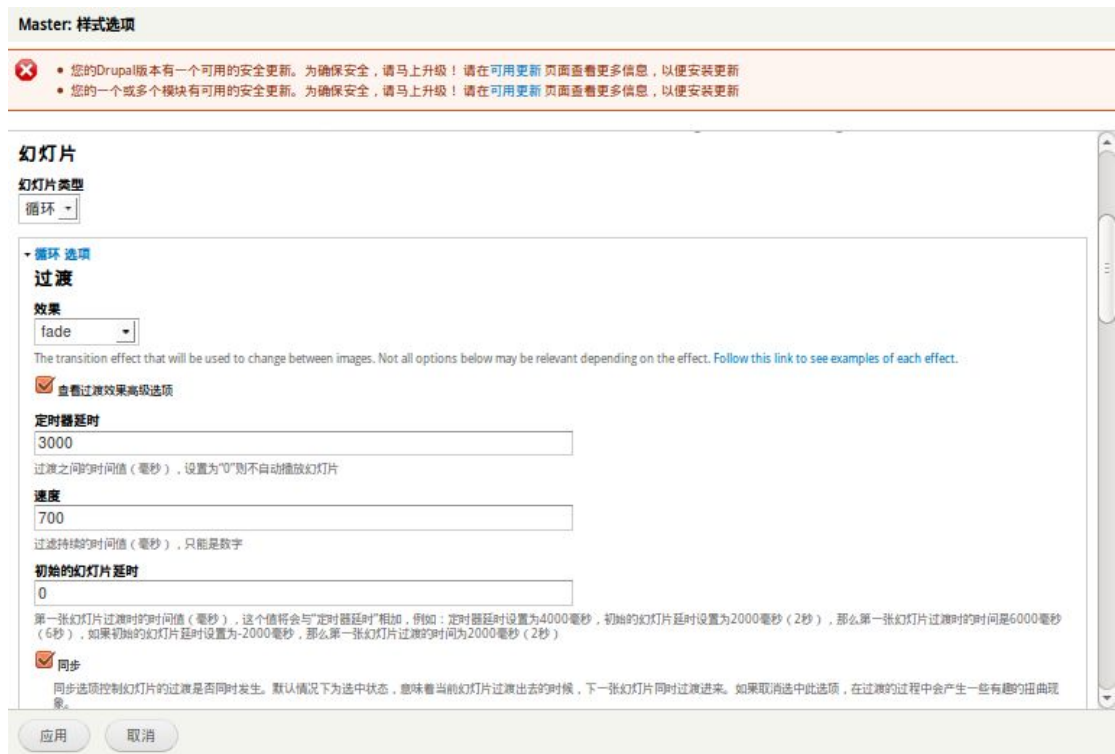 Master: 样式选项
您的Drupal版本有一个可用的安全更新。为确保安全，请马上升级！请在可用更新 页面查看更多信息，以便安装更新
您的一个或多个模块有可用的安全更新。为确保安全，请马上升级！请在可用更新 页面查看更多信息，以便安装更新
幻灯片
幻灯片类型
循环
循环 选项
过渡
效果
fade
The transition effect that will be used to change between images. Not all options below may be relevant depending on the effect. Follow this link to see examples of each effect.
查看过渡效果高级选项
定时器延时
3000
过渡之间的时间值（毫秒），设置为“0”则不自动播放幻灯片
速度
700
过滤持续的时间值（毫秒），只能是数字
初始的幻灯片延时
0
第一张幻灯片过渡时的时间值（毫秒），这个值将会与“定时器延时”相加，例如：定时器延时设置为4000毫秒，初始的幻灯片延时设置为2000毫秒（2秒），那么第一张幻灯片过渡时的时间是6000毫秒
（6秒），如果初始的幻灯片延时设置为-2000毫秒，那么第一张幻灯片过渡的时间为2000毫秒（2秒）
同步
同步选项控制幻灯片的过渡是否同时发生。默认情况下为选中状态，意味着当前幻灯片过渡出去的时候，下一张幻灯片同时过渡进来。如果取消选中此选项，在过渡的过程中会产生一些有趣的扭曲现
象。
应用
取消